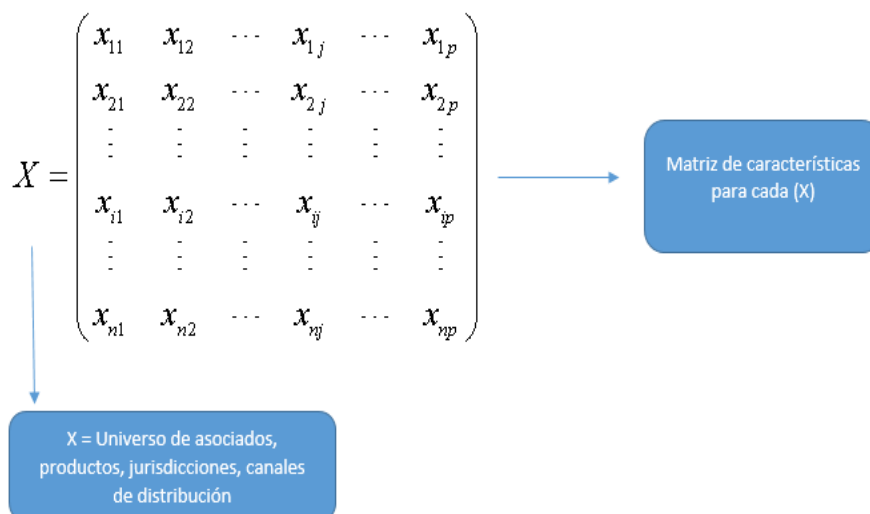 x11 x12 ... x1j ... x1p
x21 x22 ... x2j ... x2p
X =
xi1 xi2 ... xij ... xip
xn1 xn2 ... xnj ... xnp
Matriz de características
para cada (X)
X = Universo de asociados,
productos, jurisdicciones, canales
de distribución